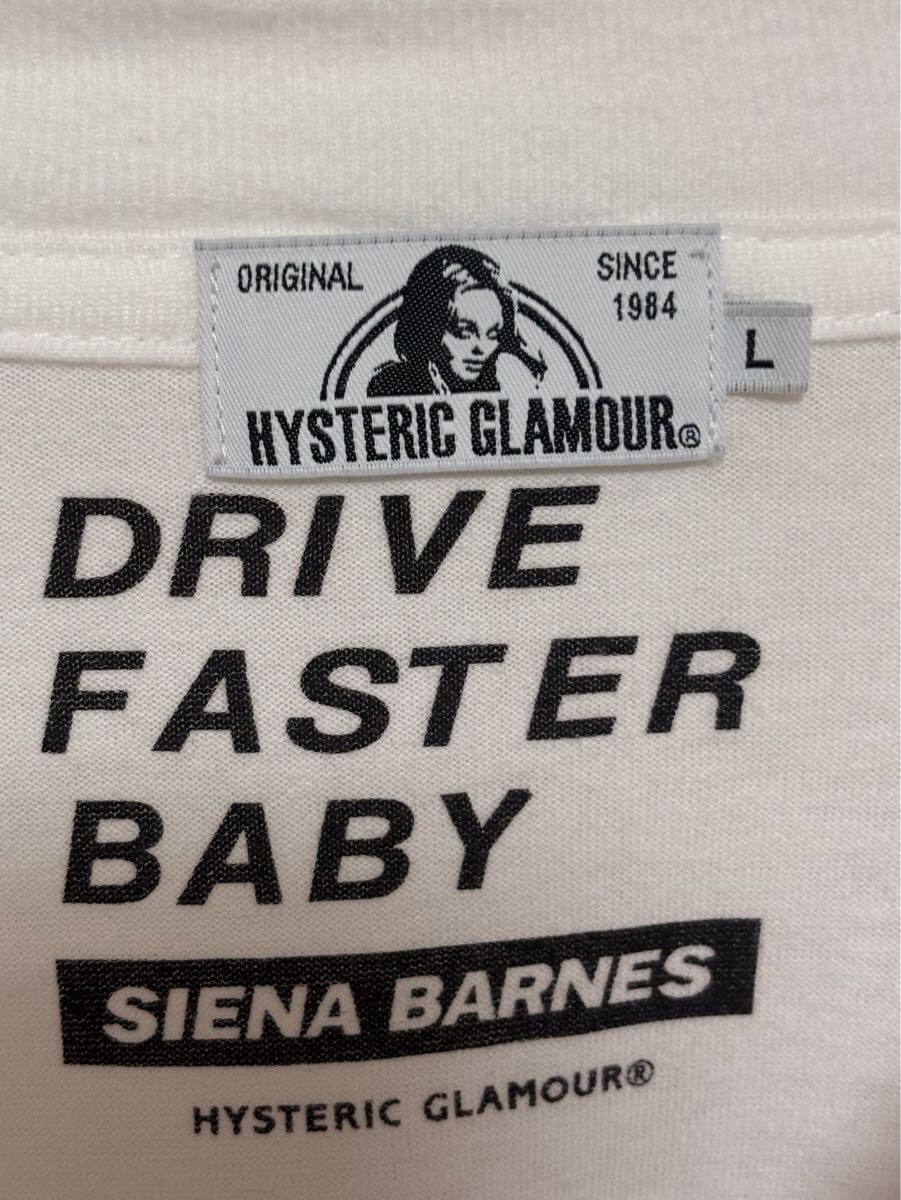 ORIGINAL
SINCE
1984
L
HYSTERIC GLAMOUR®
DRIVE
FASTER
BABY
SIENA BARNES
HYSTERIC GLAMOUR®